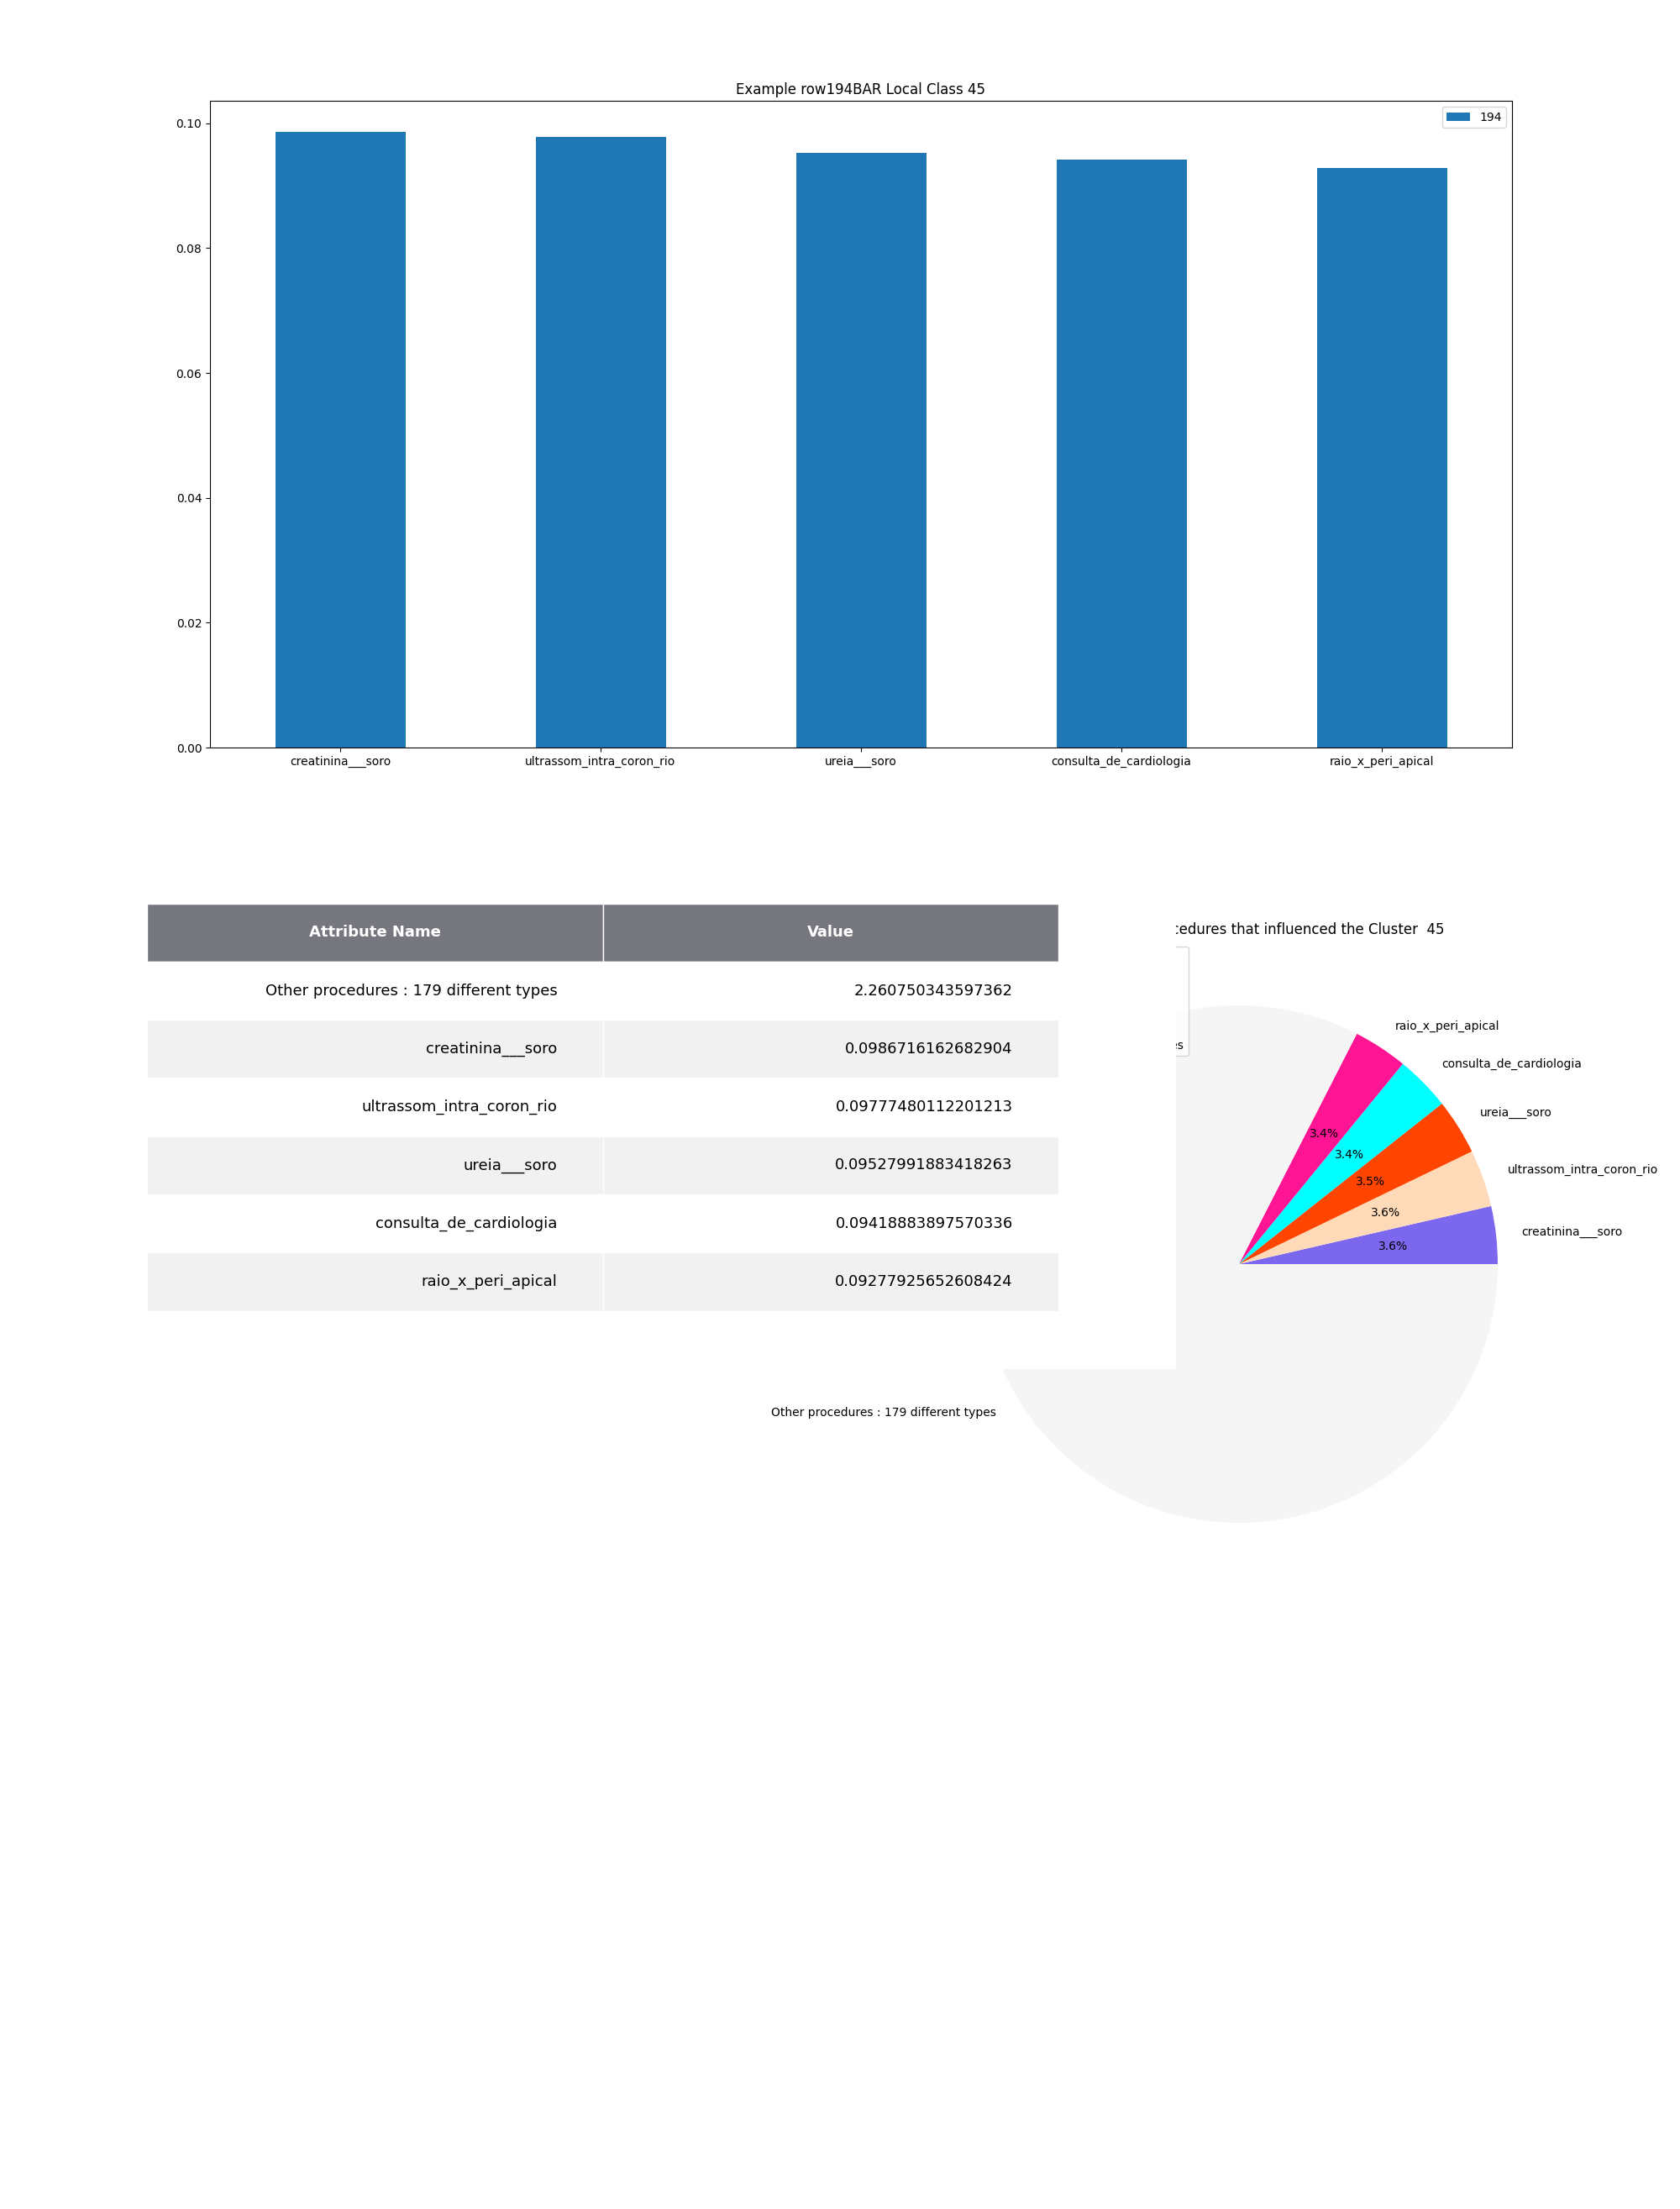 Example row194BAR Local Class 45
194
0.10
0.08
0.06
0.04
0.02
0.00
creatinina___soro ultrassom_intra_coron_rio ureia___soro consulta_de_cardiologia raio_x_peri_apical
Attribute Name Value
Other procedures : 179 different types 2.260750343597362
creatinina___soro 0.0986716162682904
ultrassom_intra_coron_rio 0.09777480112201213
ureia___soro 0.09527991883418263
consulta_de_cardiologia 0.09418883897570336
raio_x_peri_apical 0.09277925652608424
that influenced the Cluster 45
raio_x_peri_apical
consulta_de_cardiologia
ureia___soro
ultrassom_intra_coron_rio
creatinina___soro
3.4%
3.4%
3.5%
3.6%
3.6%
Other procedures : 179 different types